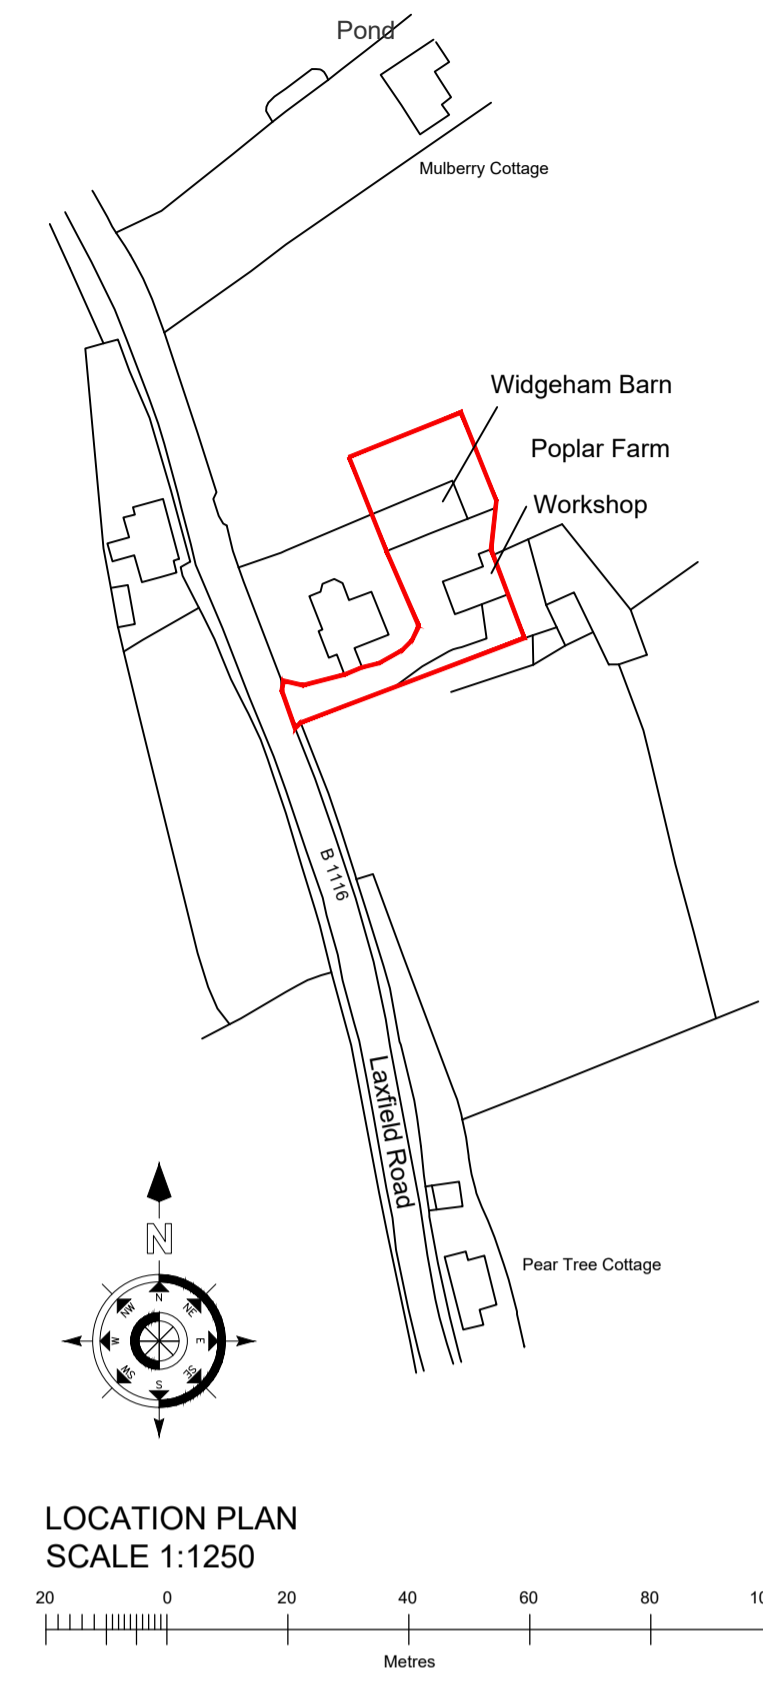 Pond
Mulberry Cottage
Widgeham Barn
Poplar Farm
Workshop
B 1116
Laxfield Road
Pear Tree Cottage
N
N
NW
NE
W
E
SW
SE
S
LOCATION PLAN
SCALE 1:1250
20 0 20 40 60 80
Metres